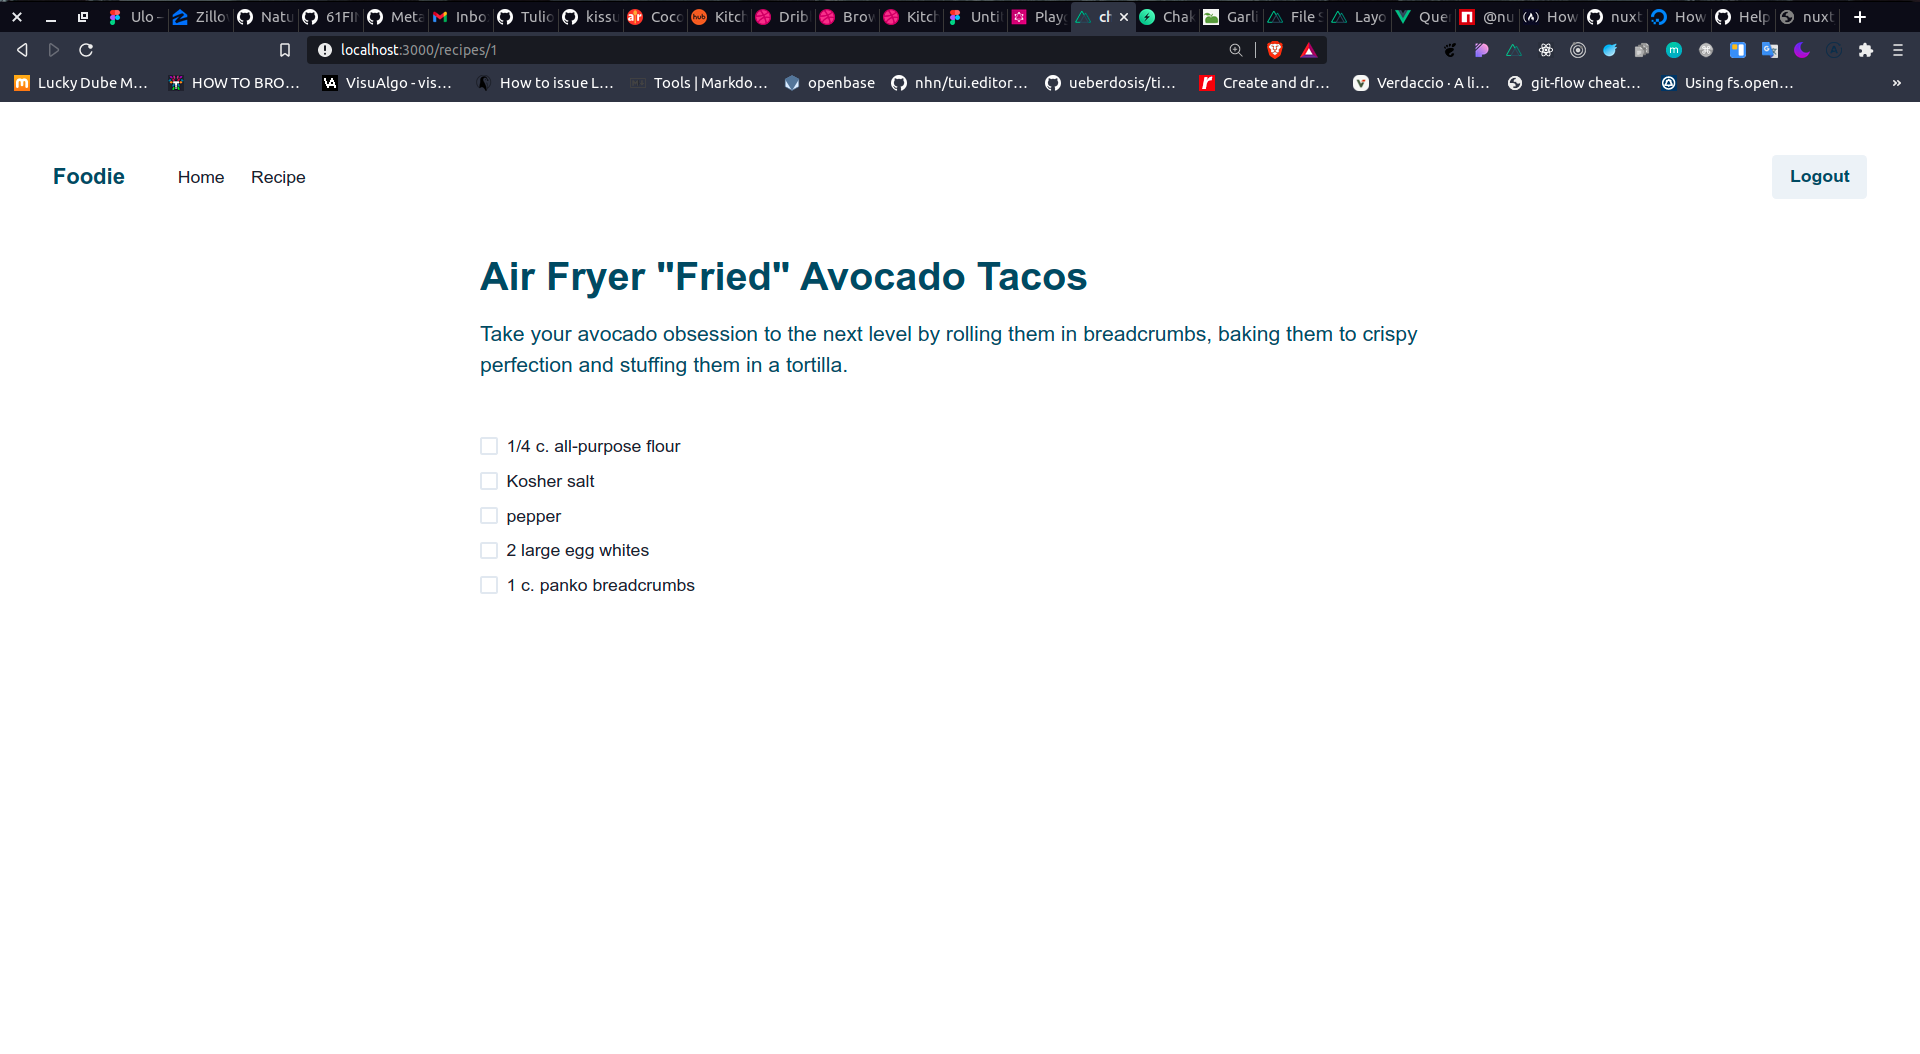 Ulo Zillo Natu 61FI Meta Inbo Tulio kissu Coco Kitch Drib Brov Kitch Unti Play ch Chak Garli File S Layo Que @nu How nuxt How Help nuxt
localhost:3000/recipes/1
Lucky Dube M... HOW TO BRO... VisuAlgo - vis... How to issue L... Tools | Markdo... openbase nhn/tui.editor... ueberdosis/ti... Create and dr... Verdaccio · A li... git-flow cheat... Using fs.open... »
Foodie Home Recipe Logout
Air Fryer "Fried" Avocado Tacos
Take your avocado obsession to the next level by rolling them in breadcrumbs, baking them to crispy
perfection and stuffing them in a tortilla.
1/4 c. all-purpose flour
Kosher salt
pepper
2 large egg whites
1 c. panko breadcrumbs